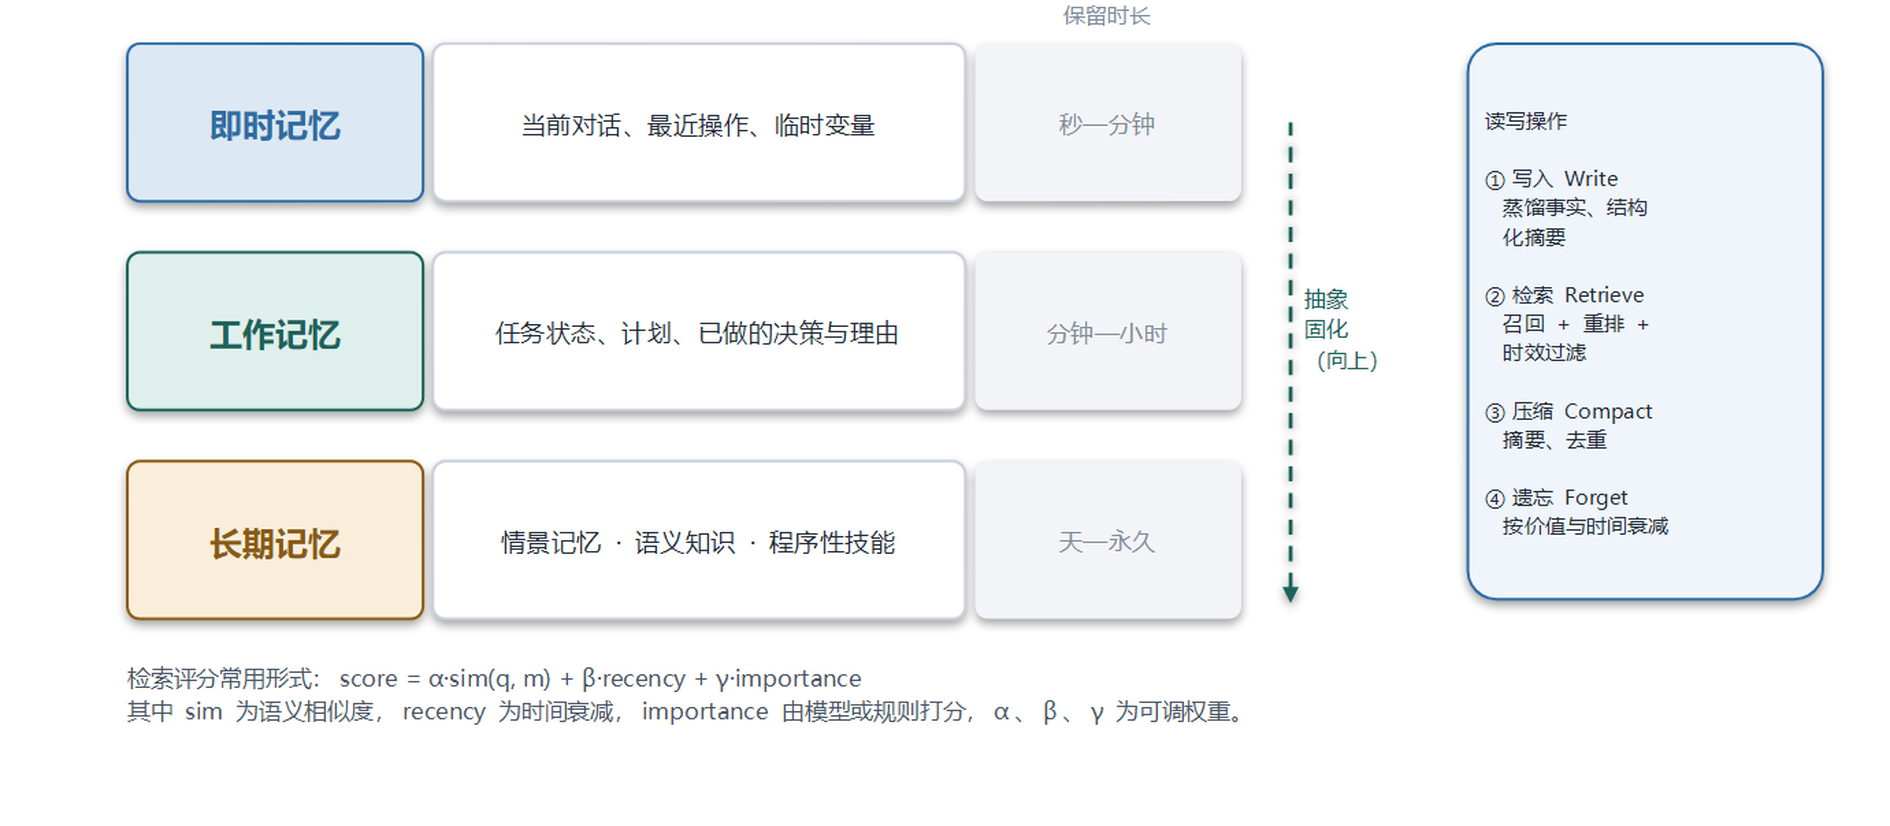 保留时长
即时记忆
当前对话、最近操作、临时变量
秒—分钟
工作记忆
任务状态、计划、已做的决策与理由
分钟—小时
长期记忆
情景记忆 · 语义知识 · 程序性技能
天—永久
抽象
固化
（向上）
读写操作
① 写入 Write
蒸馏事实、结构
化摘要
② 检索 Retrieve
召回 + 重排 +
时效过滤
③ 压缩 Compact
摘要、去重
④ 遗忘 Forget
按价值与时间衰减
检索评分常用形式： score = α·sim(q, m) + β·recency + γ·importance
其中 sim 为语义相似度， recency 为时间衰减， importance 由模型或规则打分， α 、 β 、 γ 为可调权重。